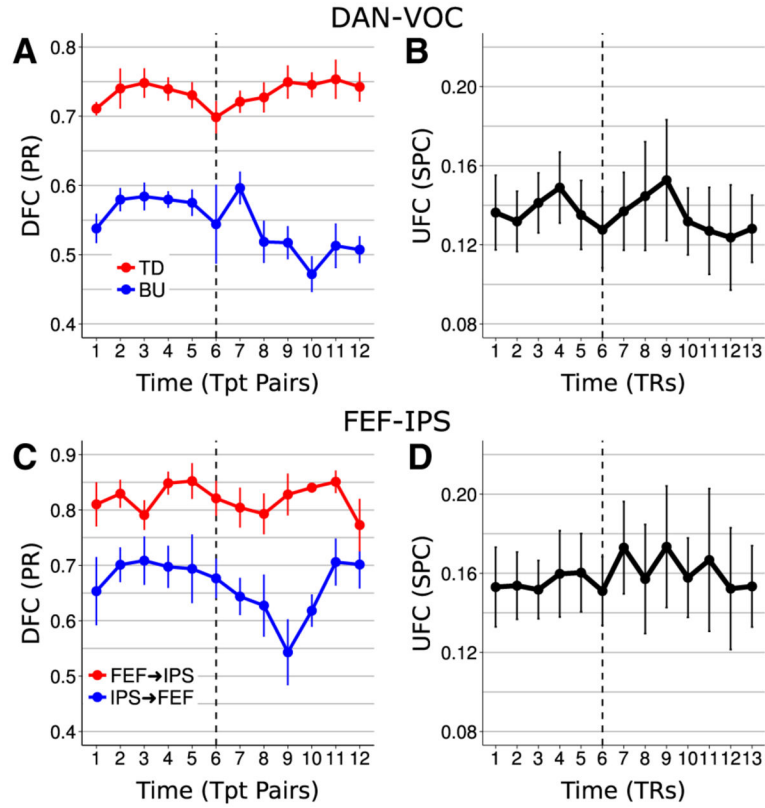 DAN-VOC
A
0.8
0.7
0.6
0.5
0.4
DFC (PR)
TD
BU
1 2 3 4 5 6 7 8 9 10 11 12
Time (Tpt Pairs)
B
0.20
0.16
0.12
0.08
UFC (SPC)
1 2 3 4 5 6 7 8 9 10 11 12 13
Time (TRs)
FEF-IPS
C
0.9
0.8
0.7
0.6
0.5
0.4
DFC (PR)
FEF→IPS
IPS→FEF
1 2 3 4 5 6 7 8 9 10 11 12
Time (Tpt Pairs)
D
0.20
0.16
0.12
0.08
UFC (SPC)
1 2 3 4 5 6 7 8 9 10 11 12 13
Time (TRs)